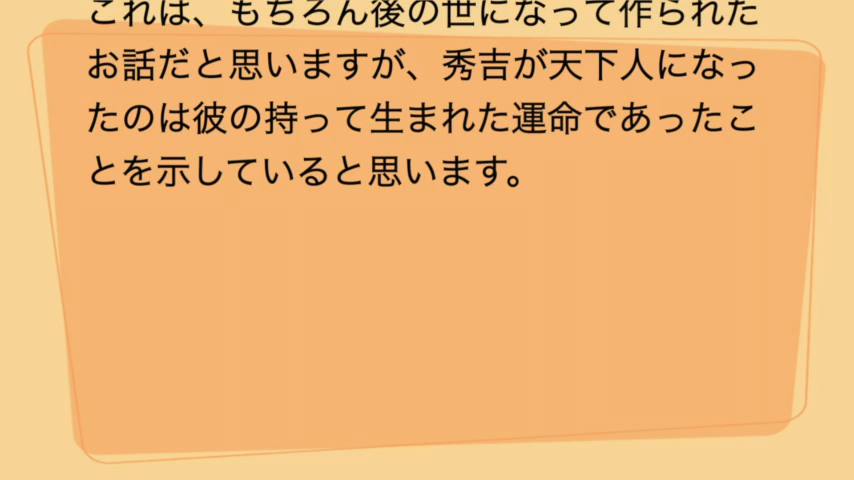 これは、もちろん後の世になって作られた
お話だと思いますが、秀吉が天下人になっ
たのは彼の持って生まれた運命であったこ
とを示していると思います。